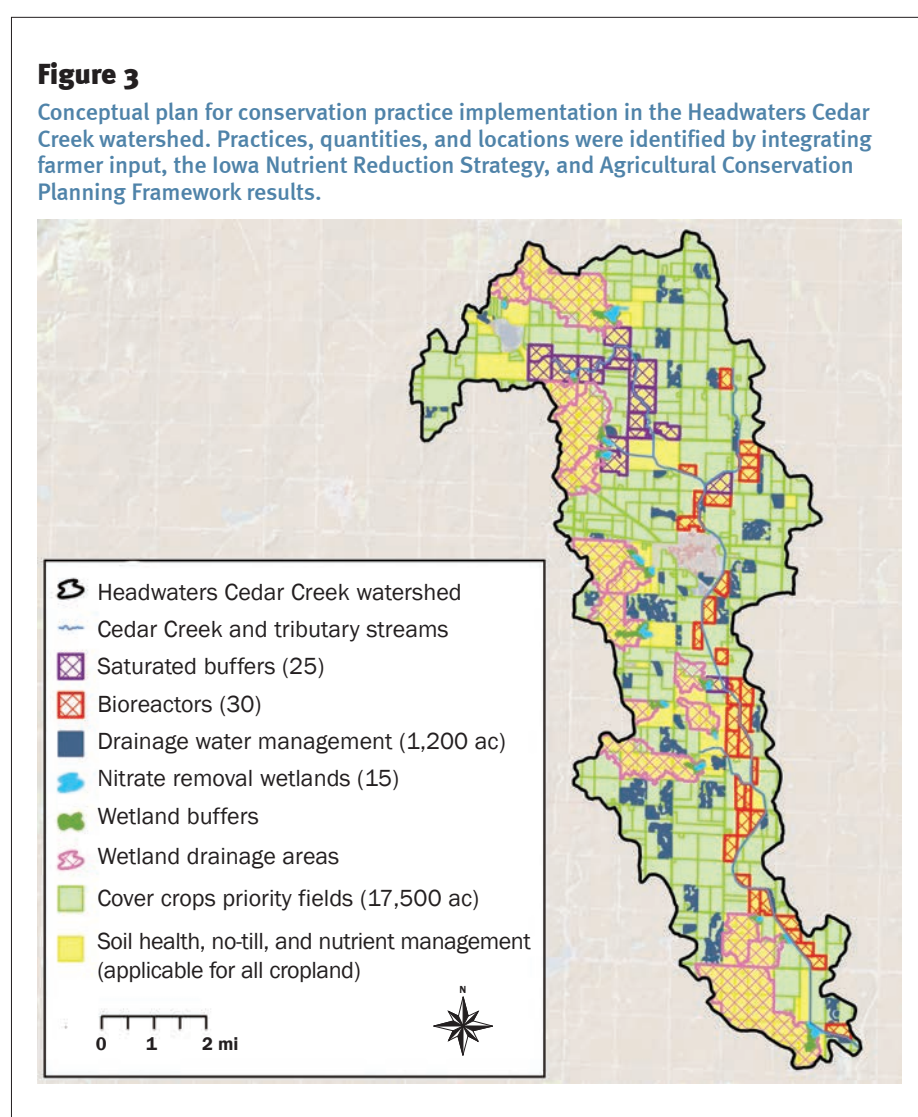 Figure 3
Conceptual plan for conservation practice implementation in the Headwaters Cedar
Creek watershed. Practices, quantities, and locations were identified by integrating
farmer input, the Iowa Nutrient Reduction Strategy, and Agricultural Conservation
Planning Framework results.
Headwaters Cedar Creek watershed
Cedar Creek and tributary streams
Saturated buffers (25)
Bioreactors (30)
Drainage water management (1,200 ac)
Nitrate removal wetlands (15)
Wetland buffers
Wetland drainage areas
Cover crops priority fields (17,500 ac)
Soil health, no-till, and nutrient management
(applicable for all cropland)
N
0 1 2 mi